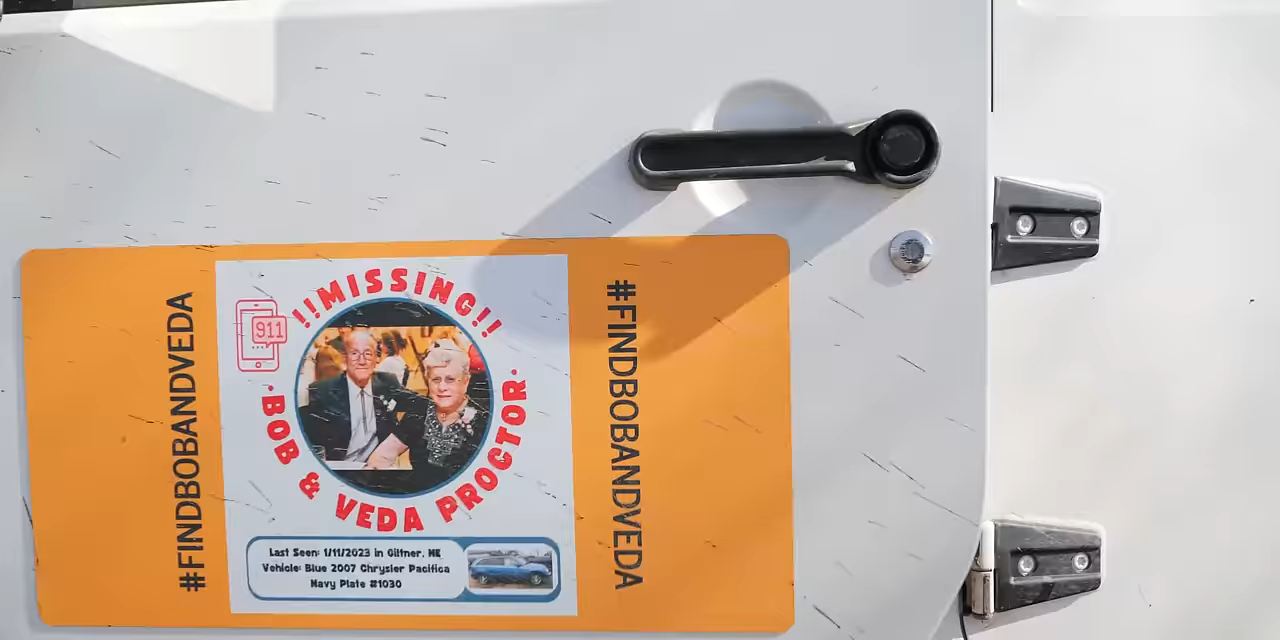 #FINDBOBANDVEDA
!!MISSING!!
911
· BOB & VEDA PROCTOR ·
Last Seen: 1/11/2023 in Giltner, NE
Vehicle: Blue 2007 Chrysler Pacifica
Navy Plate #1030
#FINDBOBANDVEDA